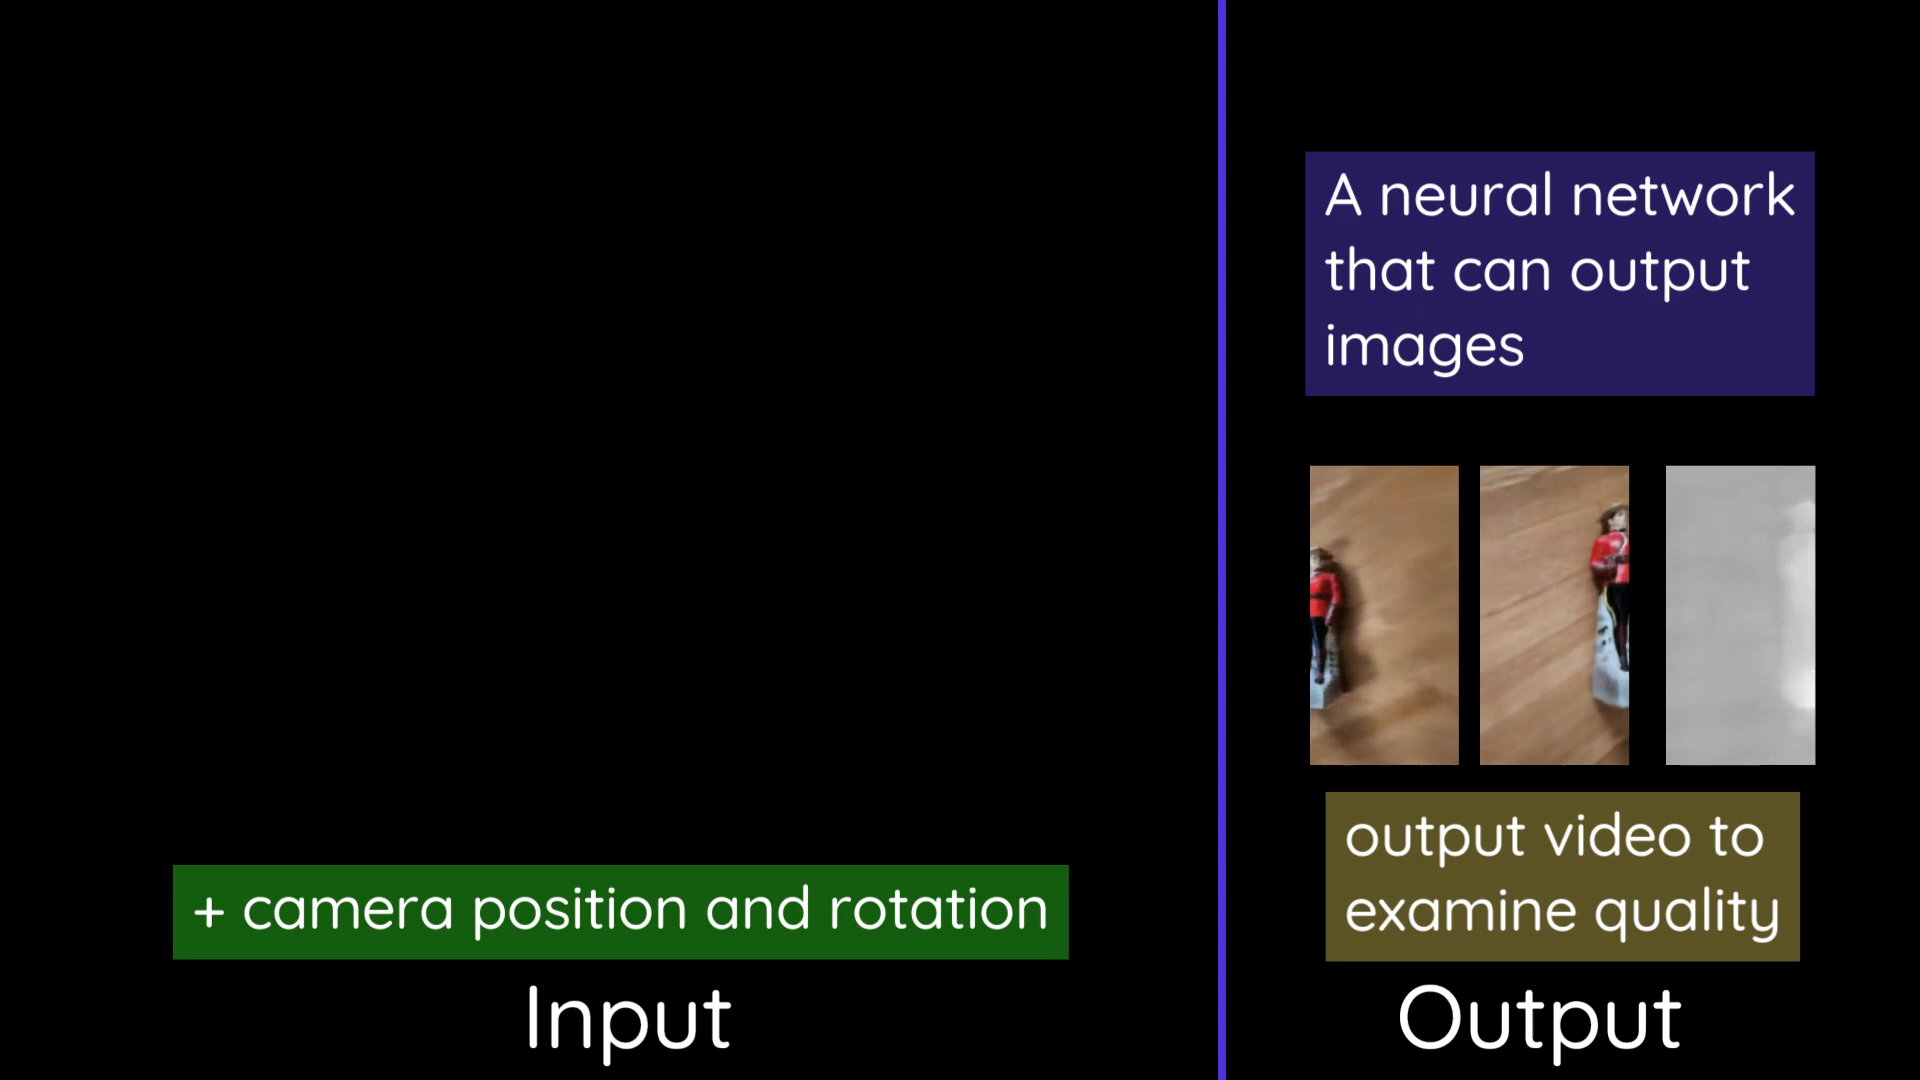 + camera position and rotation
Input
A neural network
that can output
images
output video to
examine quality
Output